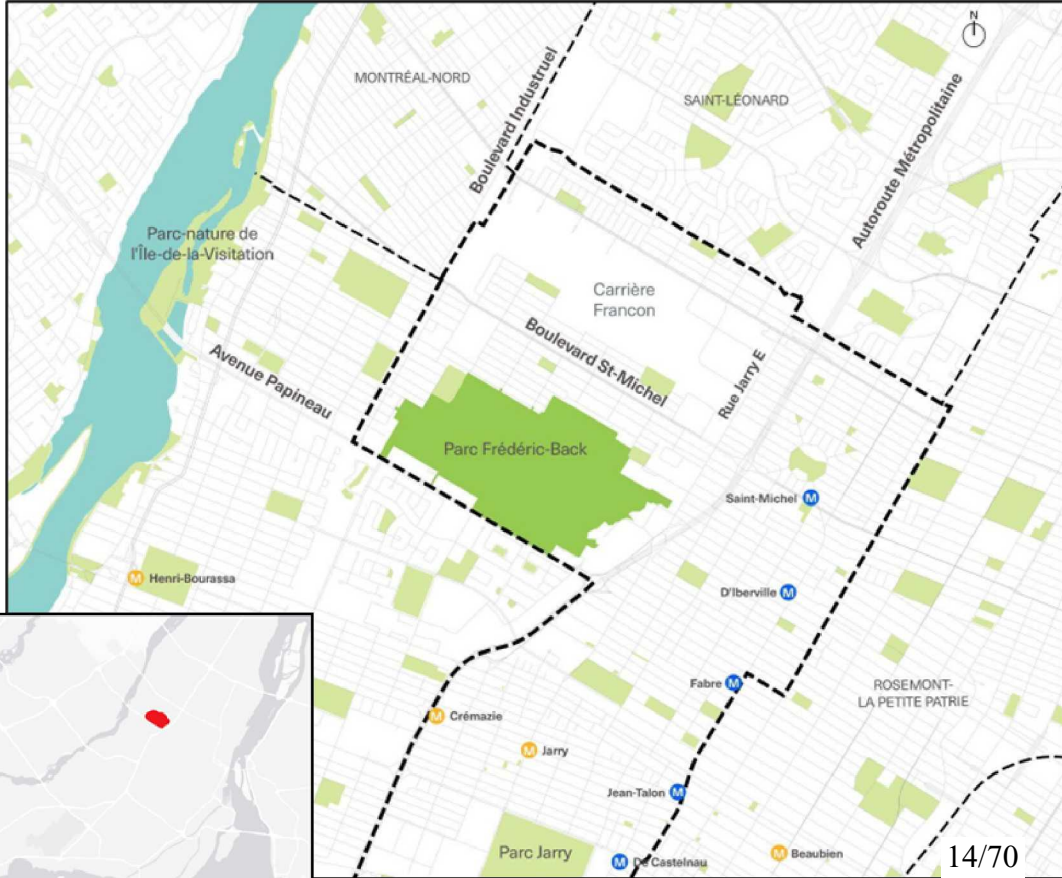 N
MONTRÉAL-NORD
Boulevard Industruel
SAINT-LÉONARD
Autoroute Métropolitaine
Parc-nature de
l'Île-de-la-Visitation
Carrière
Francon
Boulevard St-Michel
Avenue Papineau
Rue Jarry E
Parc Frédéric-Back
Saint-Michel M
M Henri-Bourassa
D'Iberville M
Fabre M
ROSEMONT-
LA PETITE PATRIE
M Crémazie
M Jarry
Jean-Talon M
Parc Jarry
M De Castelnau
M Beaubien
14/70